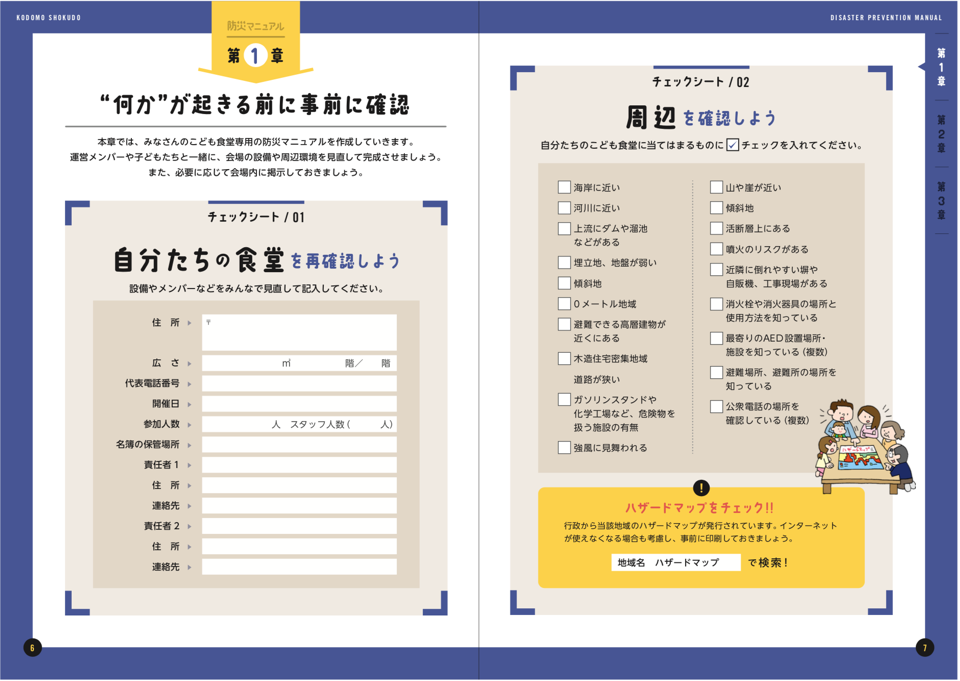 KODOMO SHOKUDO
防災マニュアル
第1章
“何か”が起きる前に事前に確認
本章では、みなさんのこども食堂専用の防災マニュアルを作成していきます。
運営メンバーや子どもたちと一緒に、会場の設備や周辺環境を見直して完成させましょう。
また、必要に応じて会場内に掲示しておきましょう。
チェックシート / 01
自分たちの食堂を再確認しよう
設備やメンバーなどをみんなで見直して記入してください。
住 所 〒
広 さ ㎡ 階／ 階
代表電話番号
開催日
参加人数 人 スタッフ人数（ 人）
名簿の保管場所
責任者1
住 所
連絡先
責任者2
住 所
連絡先
6
DISASTER PREVENTION MANUAL
第1章
第2章
第3章
チェックシート / 02
周辺を確認しよう
自分たちのこども食堂に当てはまるものに✓チェックを入れてください。
海岸に近い
河川に近い
上流にダムや溜池
などがある
埋立地、地盤が弱い
傾斜地
0メートル地域
避難できる高層建物が
近くにある
木造住宅密集地域
道路が狭い
ガソリンスタンドや
化学工場など、危険物を
扱う施設の有無
強風に見舞われる
山や崖が近い
傾斜地
活断層上にある
噴火のリスクがある
近隣に倒れやすい塀や
自販機、工事現場がある
消火栓や消火器具の場所と
使用方法を知っている
最寄りのAED設置場所・
施設を知っている（複数）
避難場所、避難所の場所を
知っている
公衆電話の場所を
確認している（複数）
!
ハザードマップをチェック!!
行政から当該地域のハザードマップが発行されています。インターネット
が使えなくなる場合も考慮し、事前に印刷しておきましょう。
地域名 ハザードマップ で検索！
7